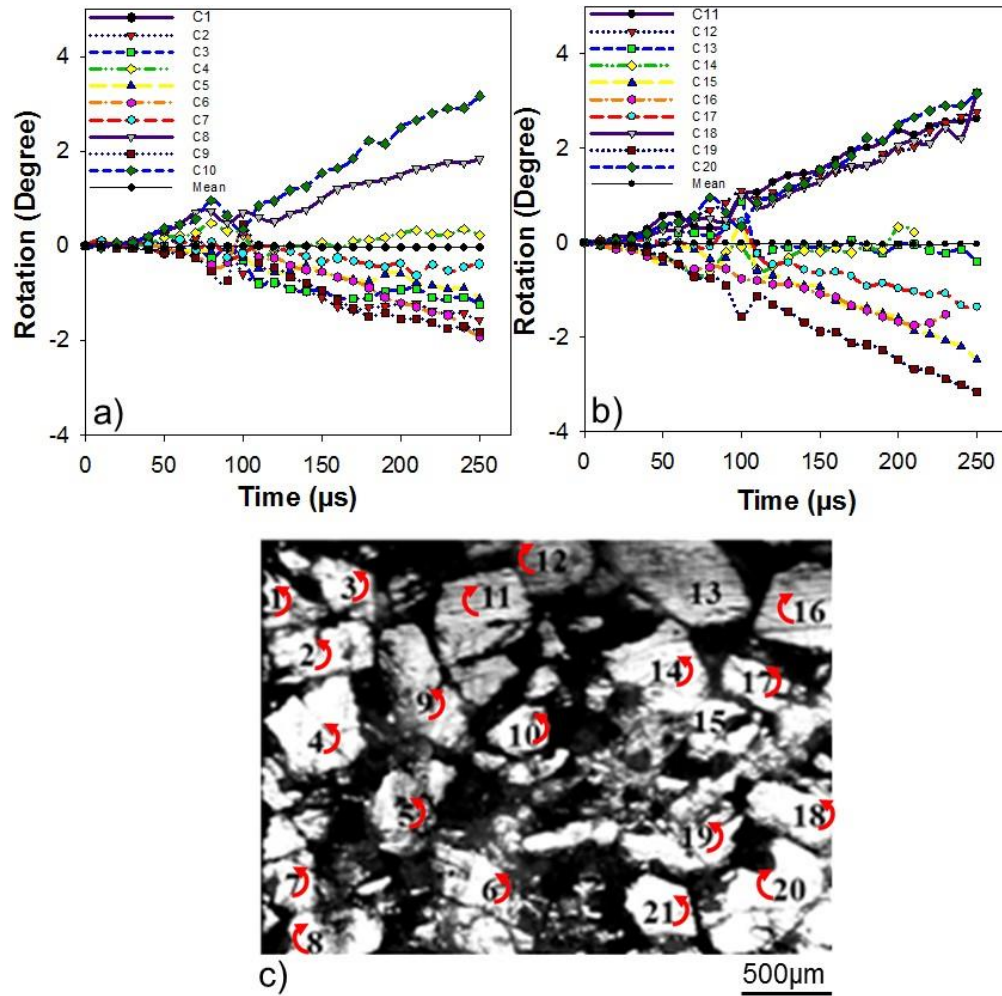 C1
C2
C3
C4
C5
C6
C7
C8
C9
C10
Mean
Rotation (Degree)
4
2
0
-2
-4
a)
0 50 100 150 200 250
Time (µs)
C11
C12
C13
C14
C15
C16
C17
C18
C19
C20
Mean
Rotation (Degree)
4
2
0
-2
-4
b)
0 50 100 150 200 250
Time (µs)
12
1 3 11 13 16
2 14 17
9
4 10 15
5 18
19
7 6 20
21
8
c)
500µm